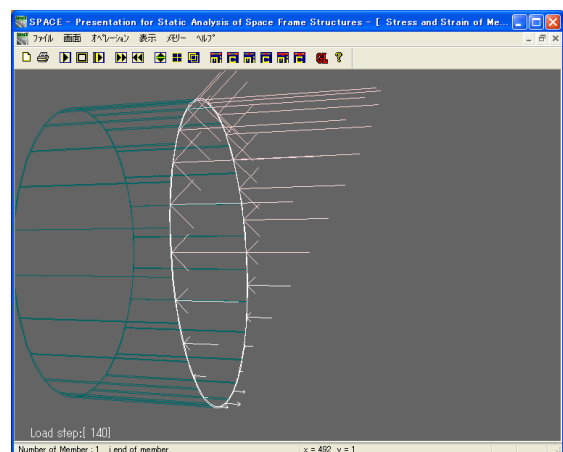 SPACE - Presentation for Static Analysis of Space Frame Structures - [ Stress and Strain of Me...
ファイル 画面 オペレーション 表示 メモリー ヘルプ
Load step:[ 140]
Number of Member : 1 i end of member x = 492 y = 1